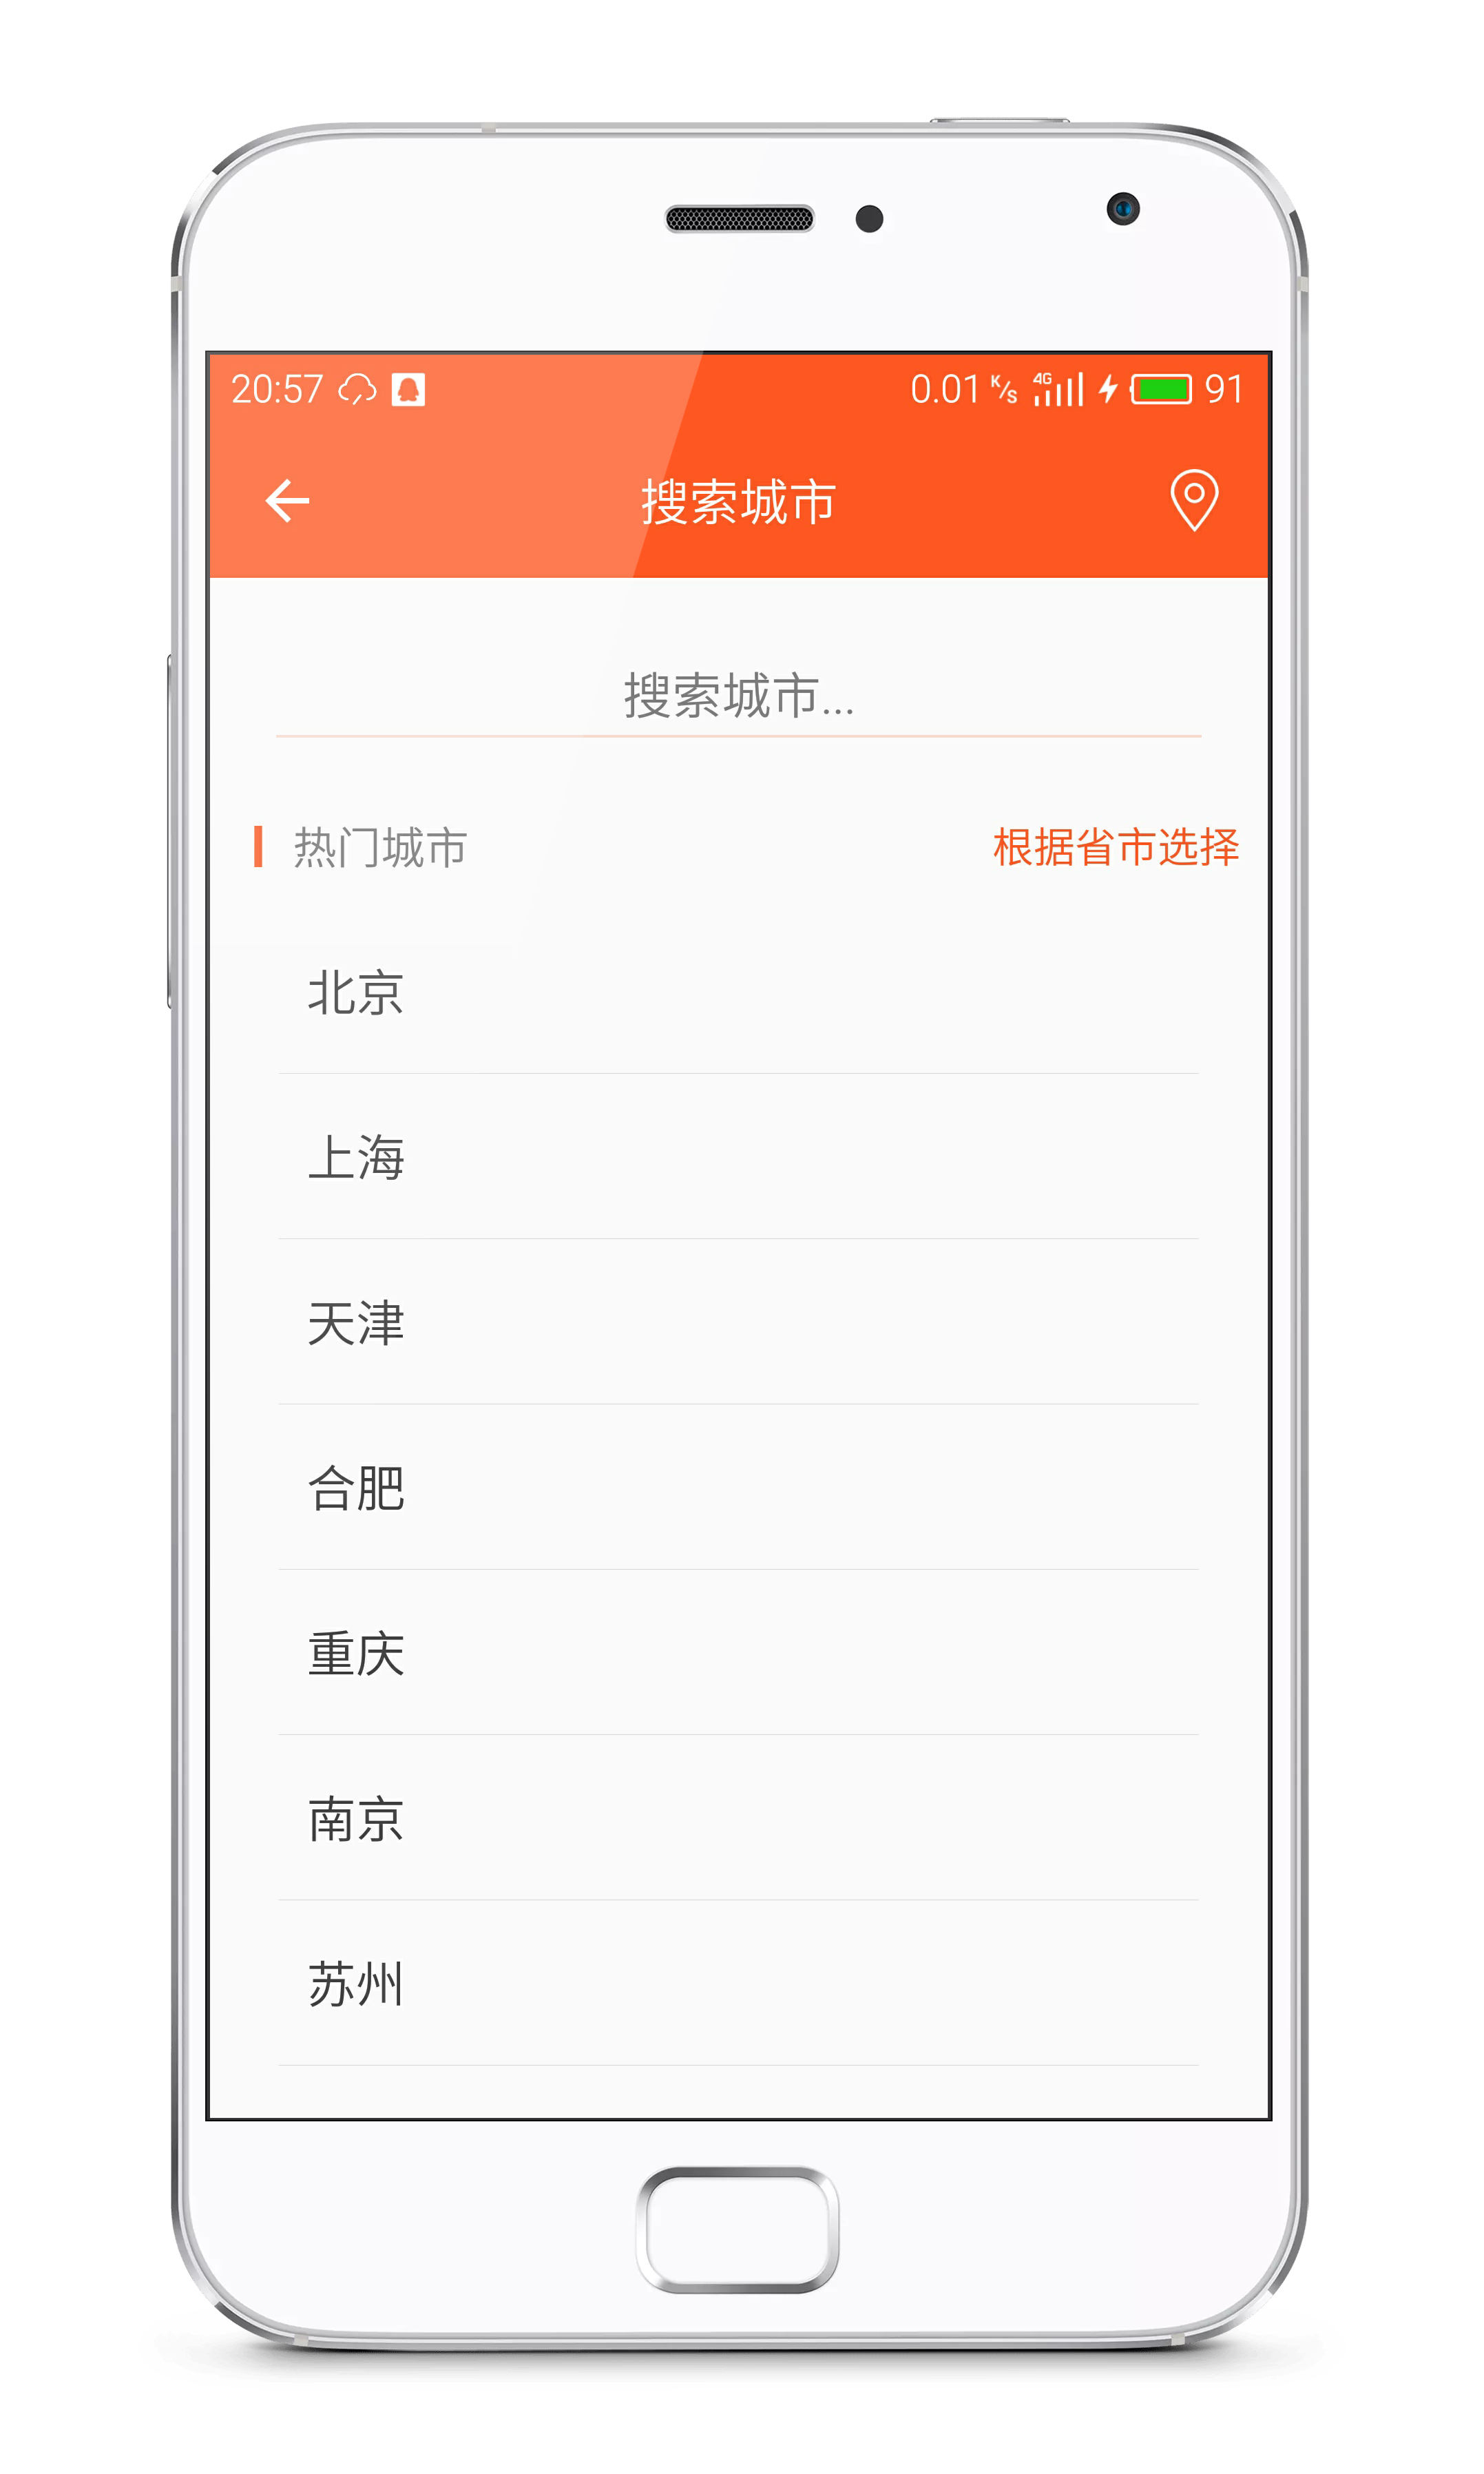 20:57 0.01 K/s 4G 91
搜索城市
搜索城市...
热门城市 根据省市选择
北京
上海
天津
合肥
重庆
南京
苏州